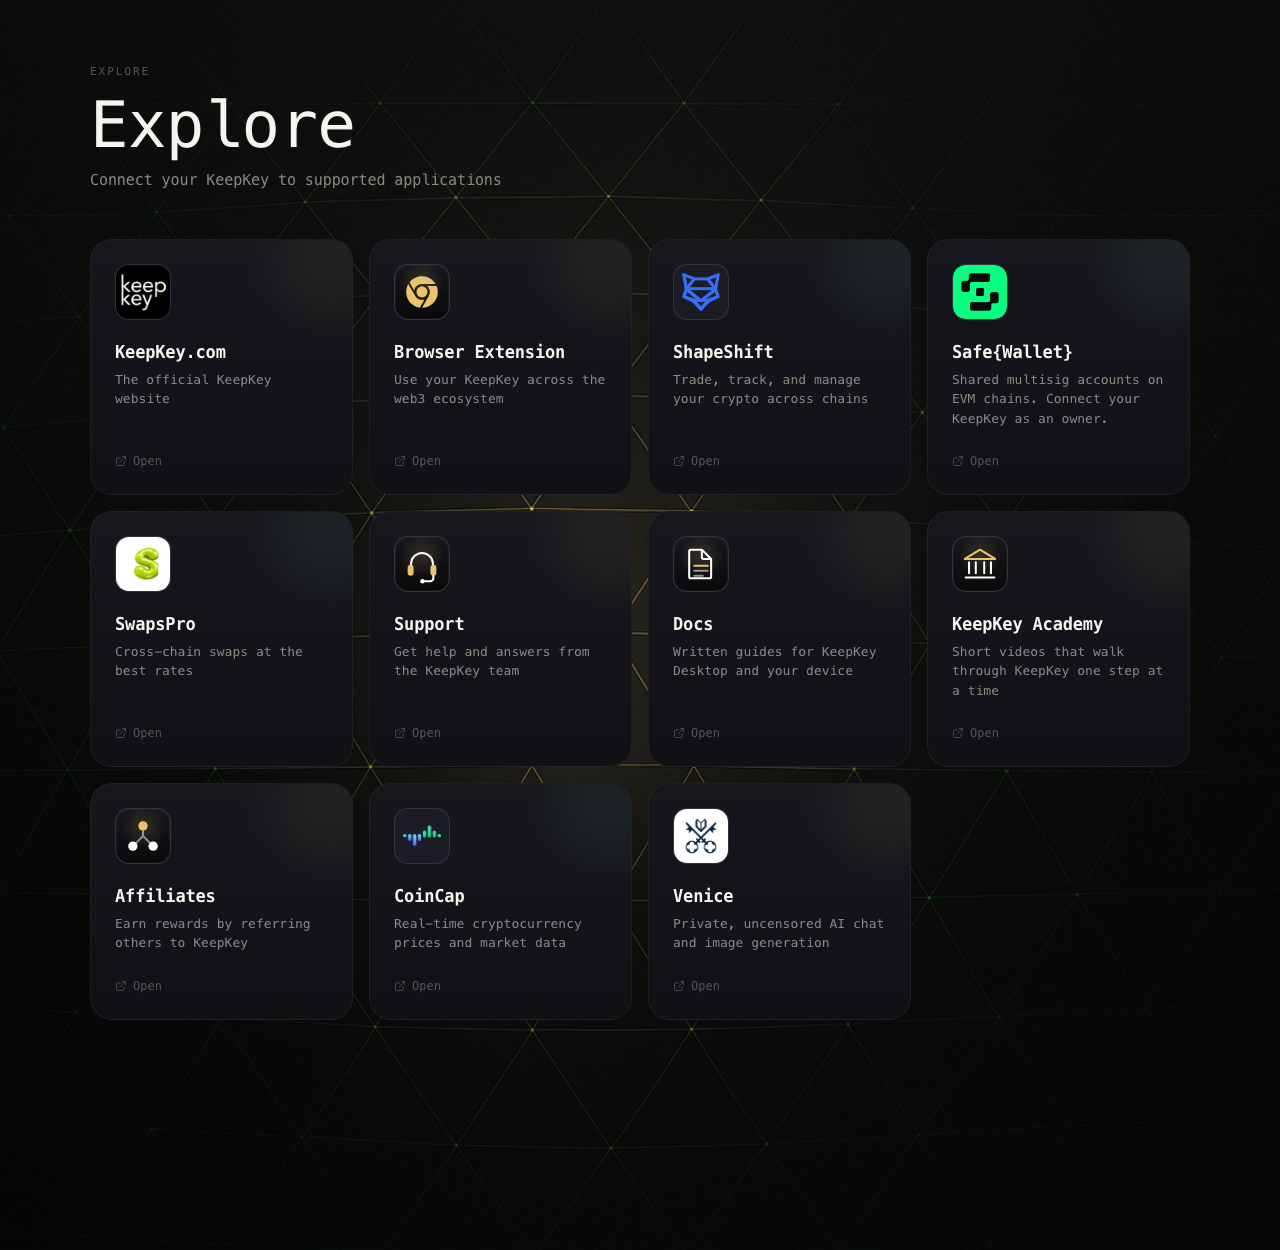 EXPLORE
Explore
Connect your KeepKey to supported applications
keep
key
KeepKey.com
The official KeepKey
website
Open
Browser Extension
Use your KeepKey across the
web3 ecosystem
Open
ShapeShift
Trade, track, and manage
your crypto across chains
Open
Safe{Wallet}
Shared multisig accounts on
EVM chains. Connect your
KeepKey as an owner.
Open
S
SwapsPro
Cross-chain swaps at the
best rates
Open
Support
Get help and answers from
the KeepKey team
Open
Docs
Written guides for KeepKey
Desktop and your device
Open
KeepKey Academy
Short videos that walk
through KeepKey one step at
a time
Open
Affiliates
Earn rewards by referring
others to KeepKey
Open
CoinCap
Real-time cryptocurrency
prices and market data
Open
Venice
Private, uncensored AI chat
and image generation
Open